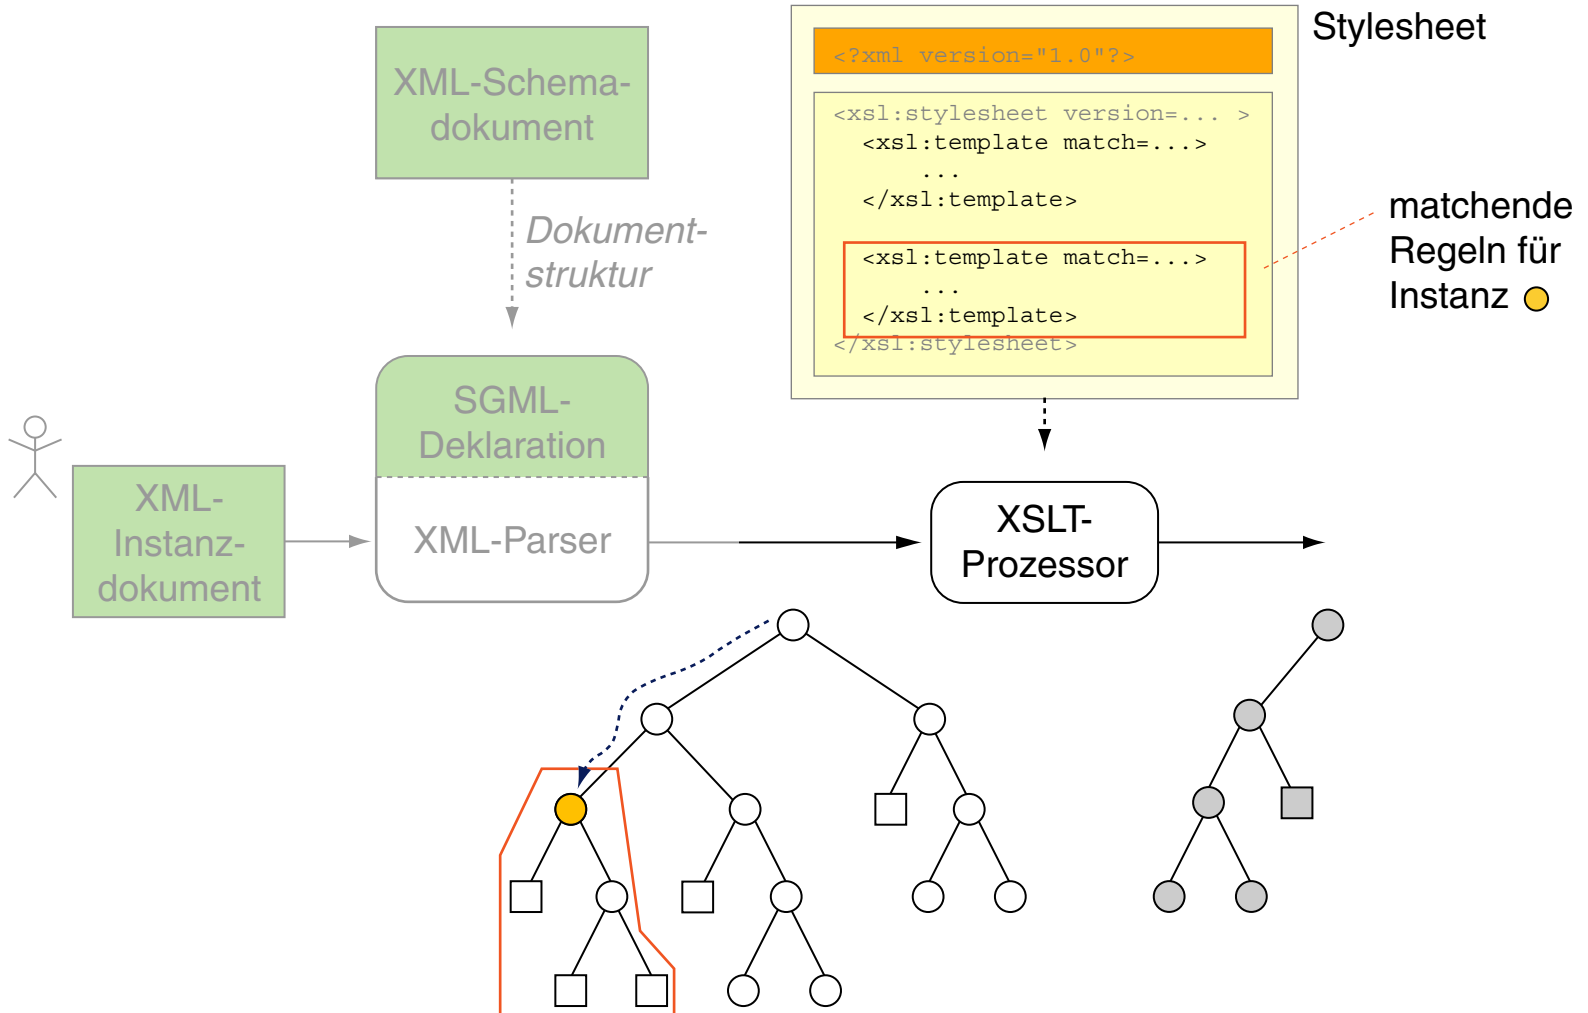 Stylesheet
<?xml version="1.0"?>
<xsl:stylesheet version=... >
<xsl:template match=...>
...
</xsl:template>
<xsl:template match=...>
...
</xsl:template>
</xsl:stylesheet>
matchende
Regeln für
Instanz
XML-Schema-
dokument
Dokument-
struktur
SGML-
Deklaration
XML-Parser
XML-
Instanz-
dokument
XSLT-
Prozessor